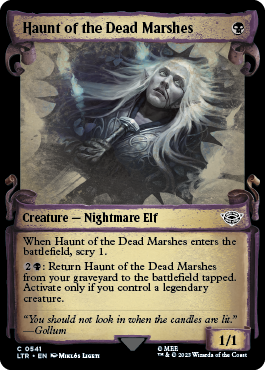 Haunt of the Dead Marshes
Creature — Nightmare Elf
When Haunt of the Dead Marshes enters the
battlefield, scry 1.
2: Return Haunt of the Dead Marshes
from your graveyard to the battlefield tapped.
Activate only if you control a legendary
creature.
“You should not look in when the candles are lit.”
—Gollum
1/1
C 0541
LTR • EN Miklós Ligeti
© MEE
™ & © 2023 Wizards of the Coast